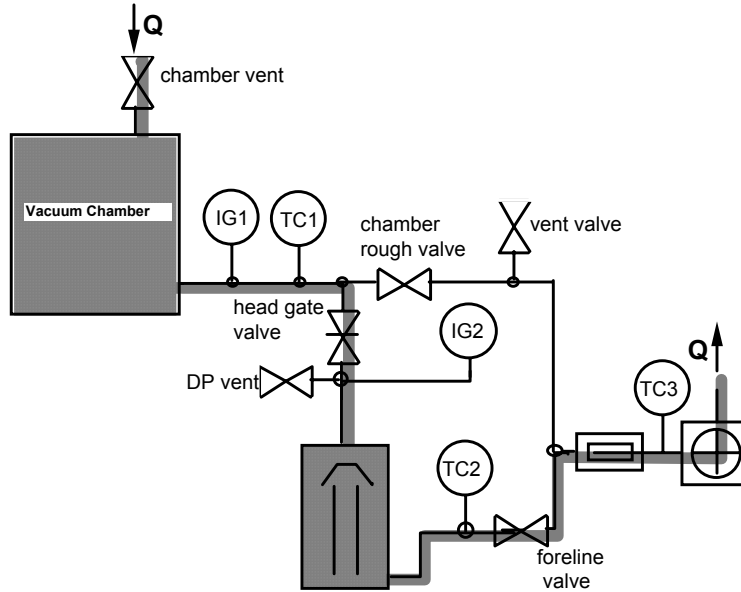 Q
chamber vent
Vacuum Chamber
IG1
TC1
chamber
rough valve
vent valve
head gate
valve
IG2
Q
DP vent
TC3
TC2
foreline
valve